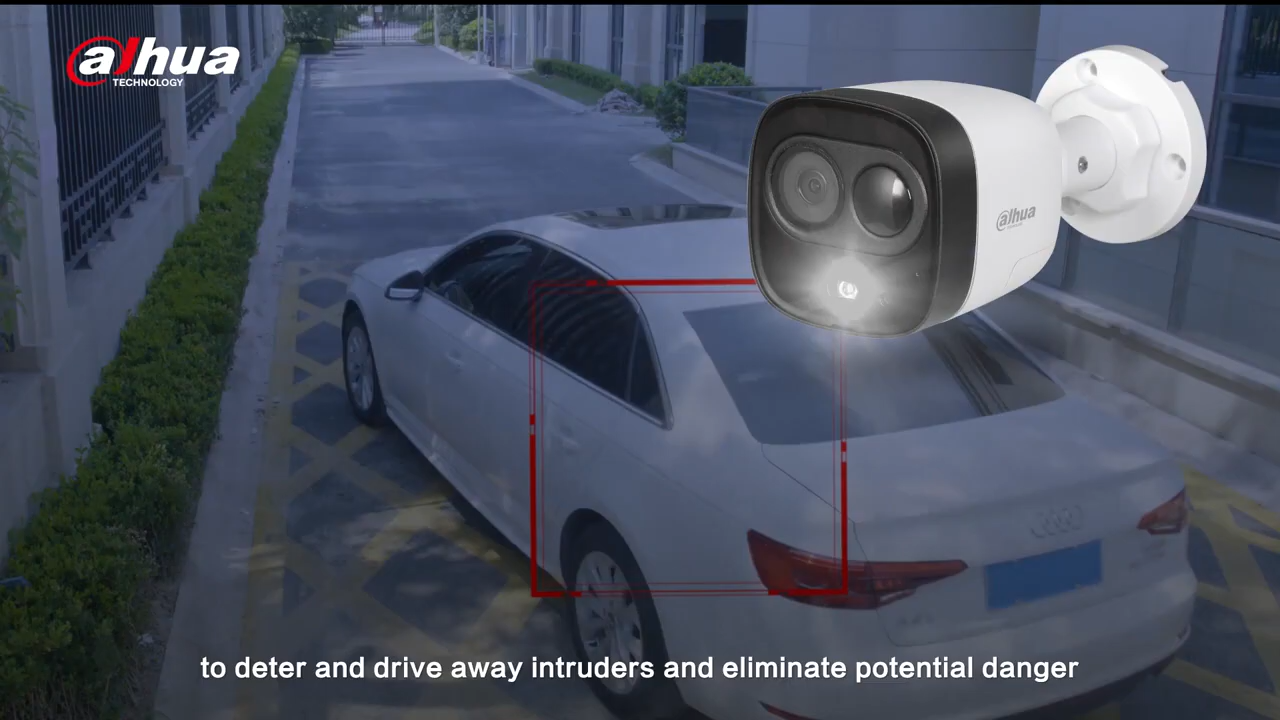 alhua
TECHNOLOGY
alhua
to deter and drive away intruders and eliminate potential danger